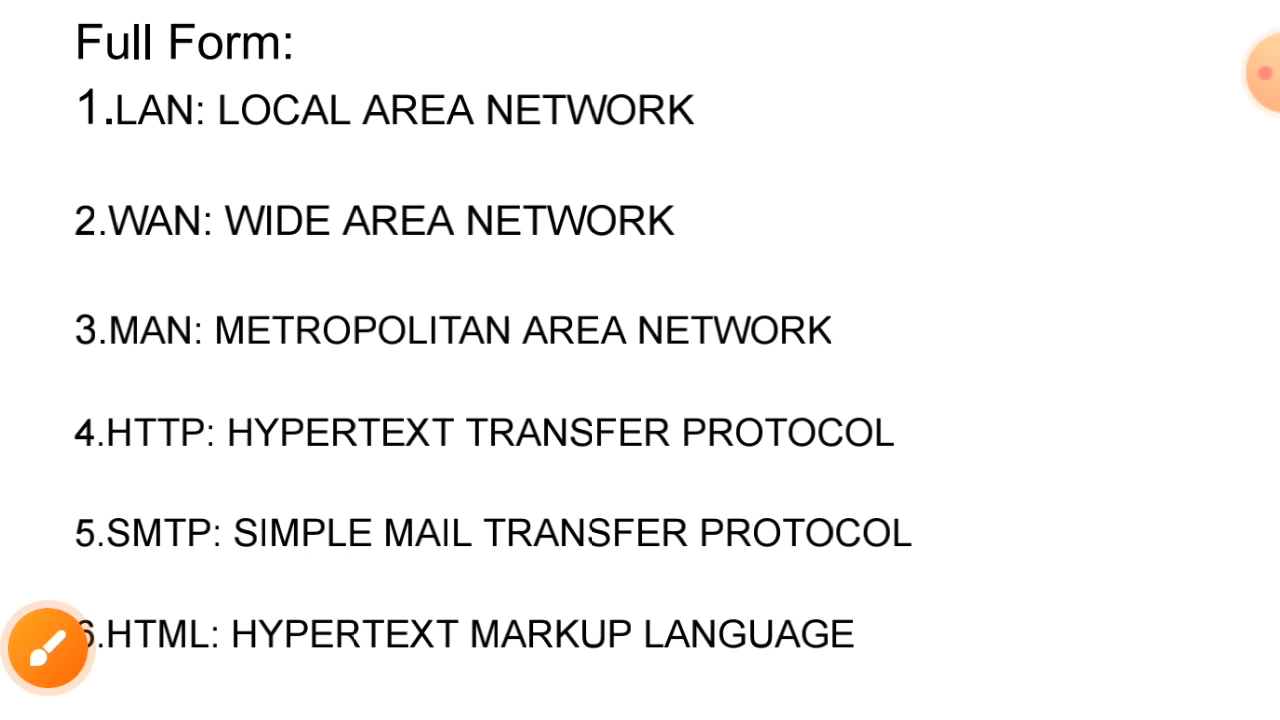 Full Form:
1.LAN: LOCAL AREA NETWORK
2.WAN: WIDE AREA NETWORK
3.MAN: METROPOLITAN AREA NETWORK
4.HTTP: HYPERTEXT TRANSFER PROTOCOL
5.SMTP: SIMPLE MAIL TRANSFER PROTOCOL
6.HTML: HYPERTEXT MARKUP LANGUAGE